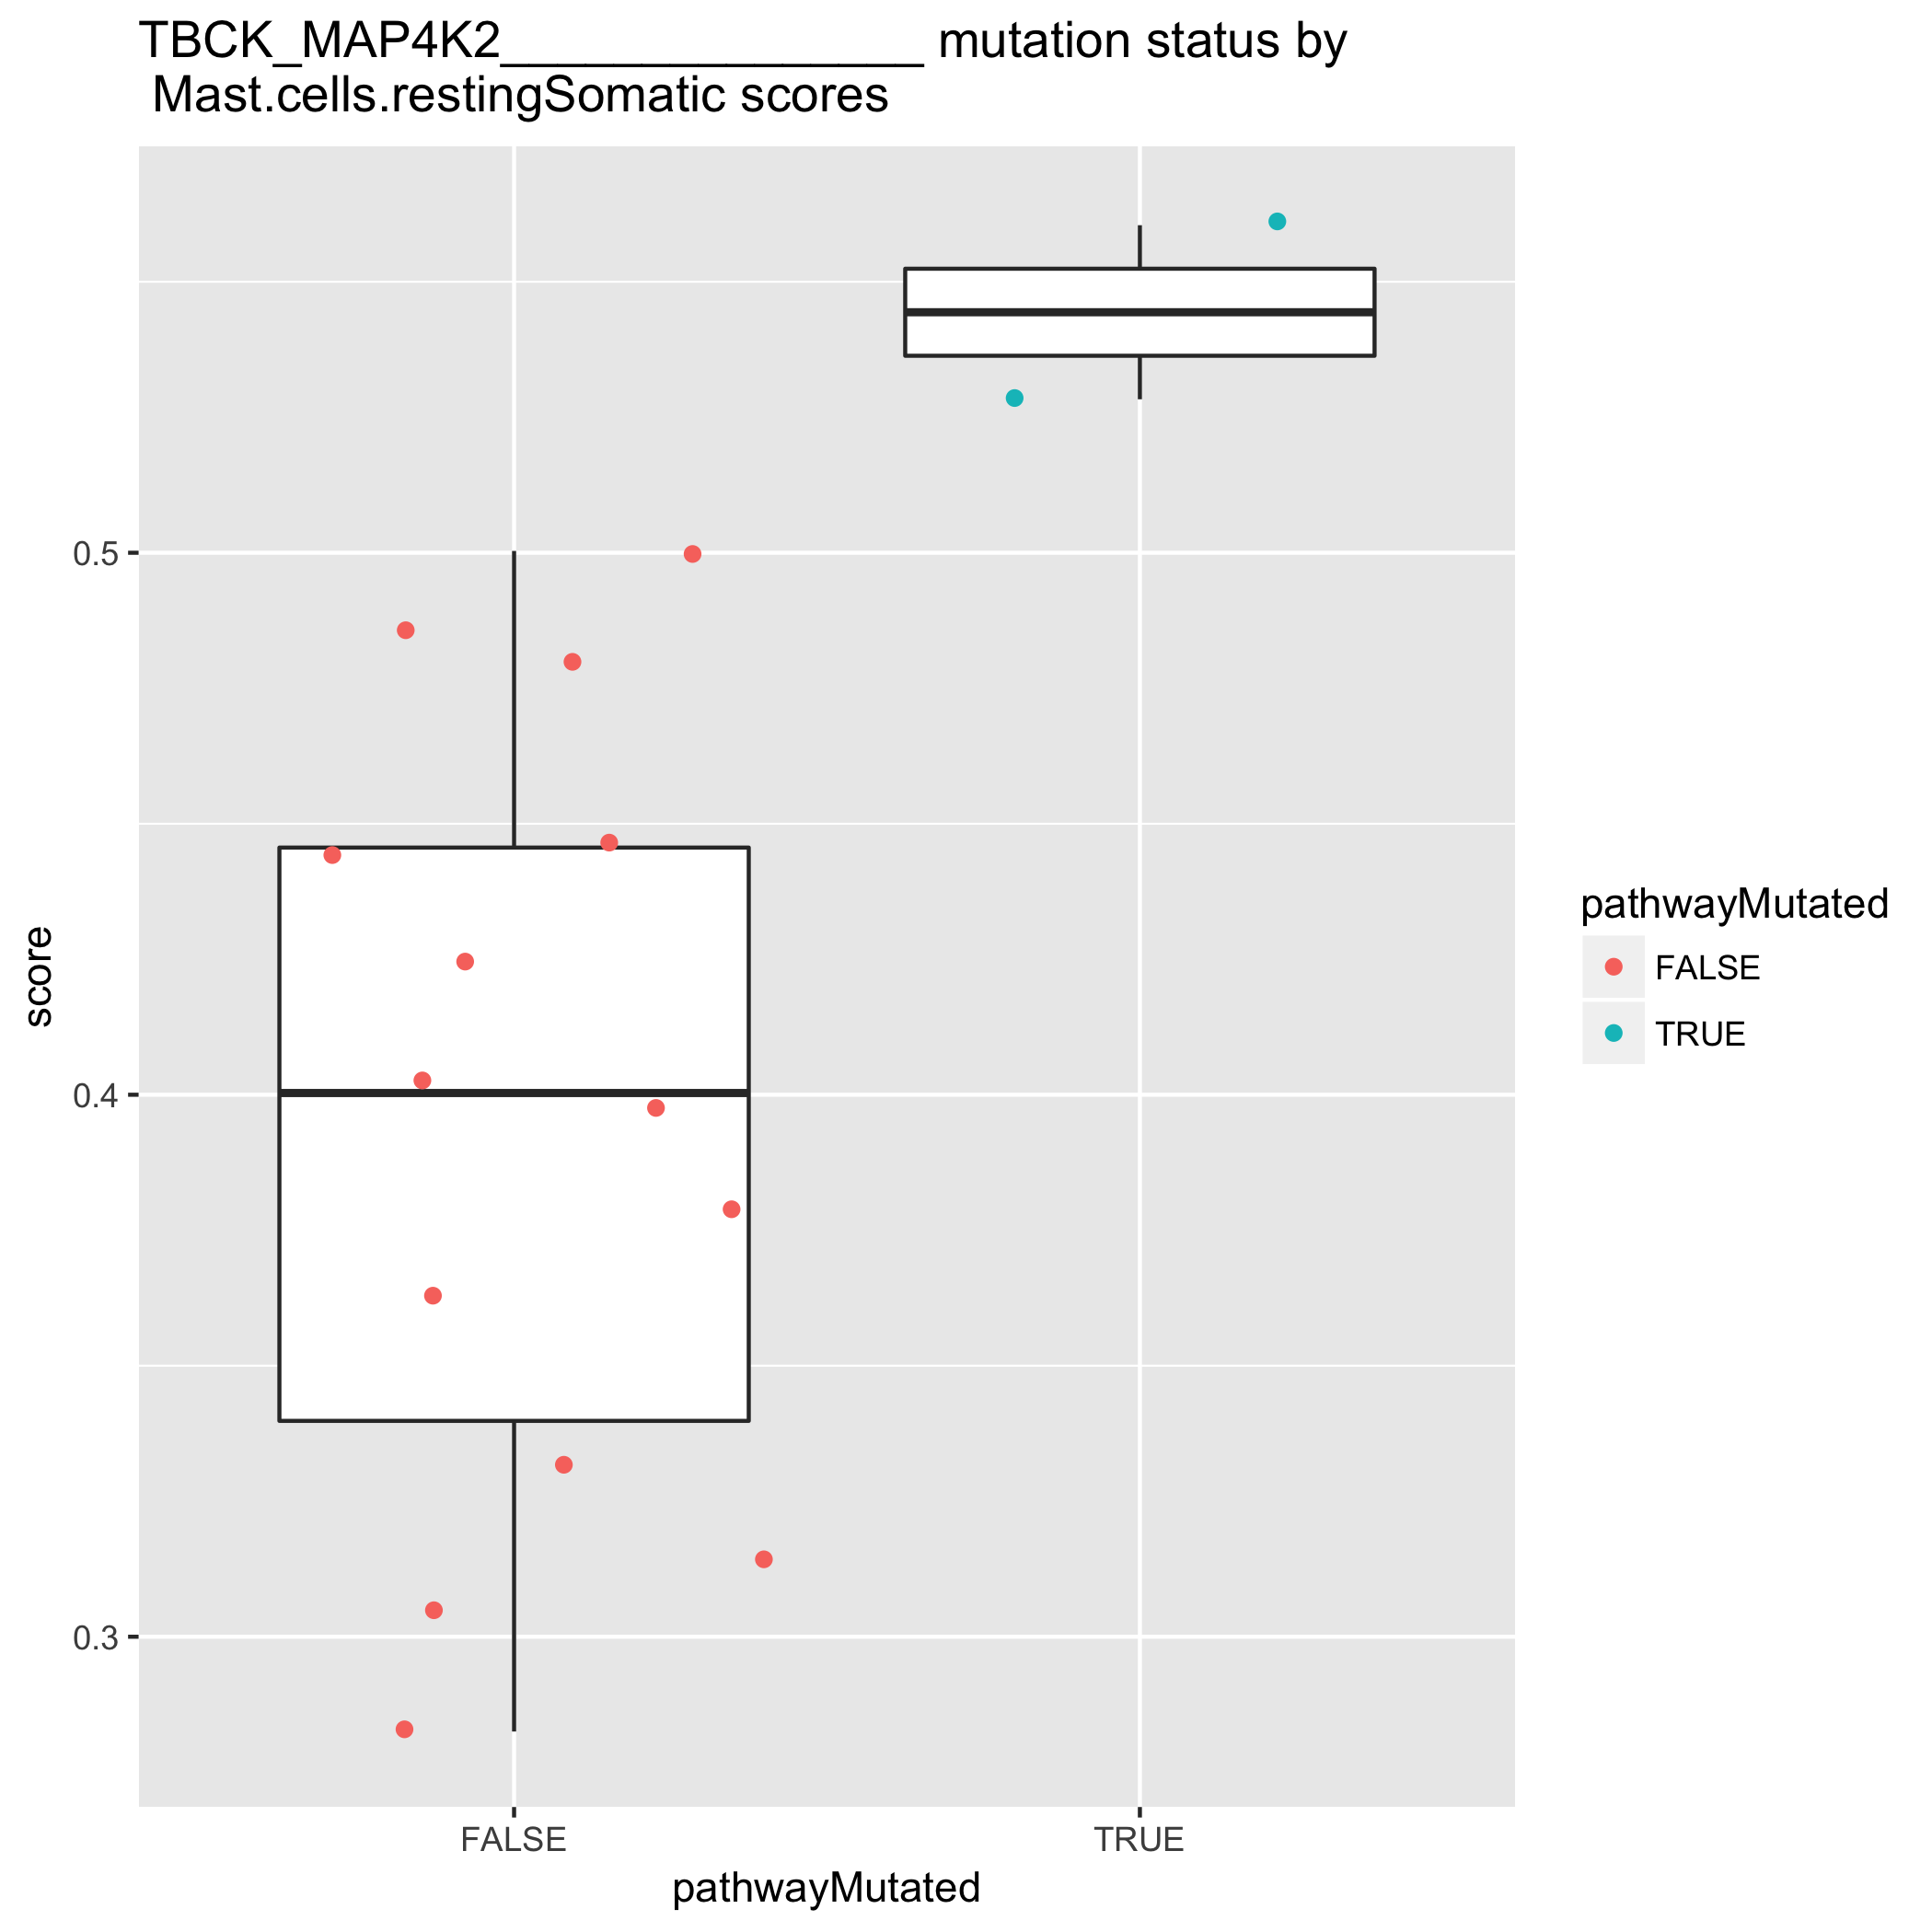 TBCK_MAP4K2_______________ mutation status by
Mast.cells.restingSomatic scores
score
0.5
0.4
0.3
FALSE
TRUE
pathwayMutated
pathwayMutated
FALSE
TRUE